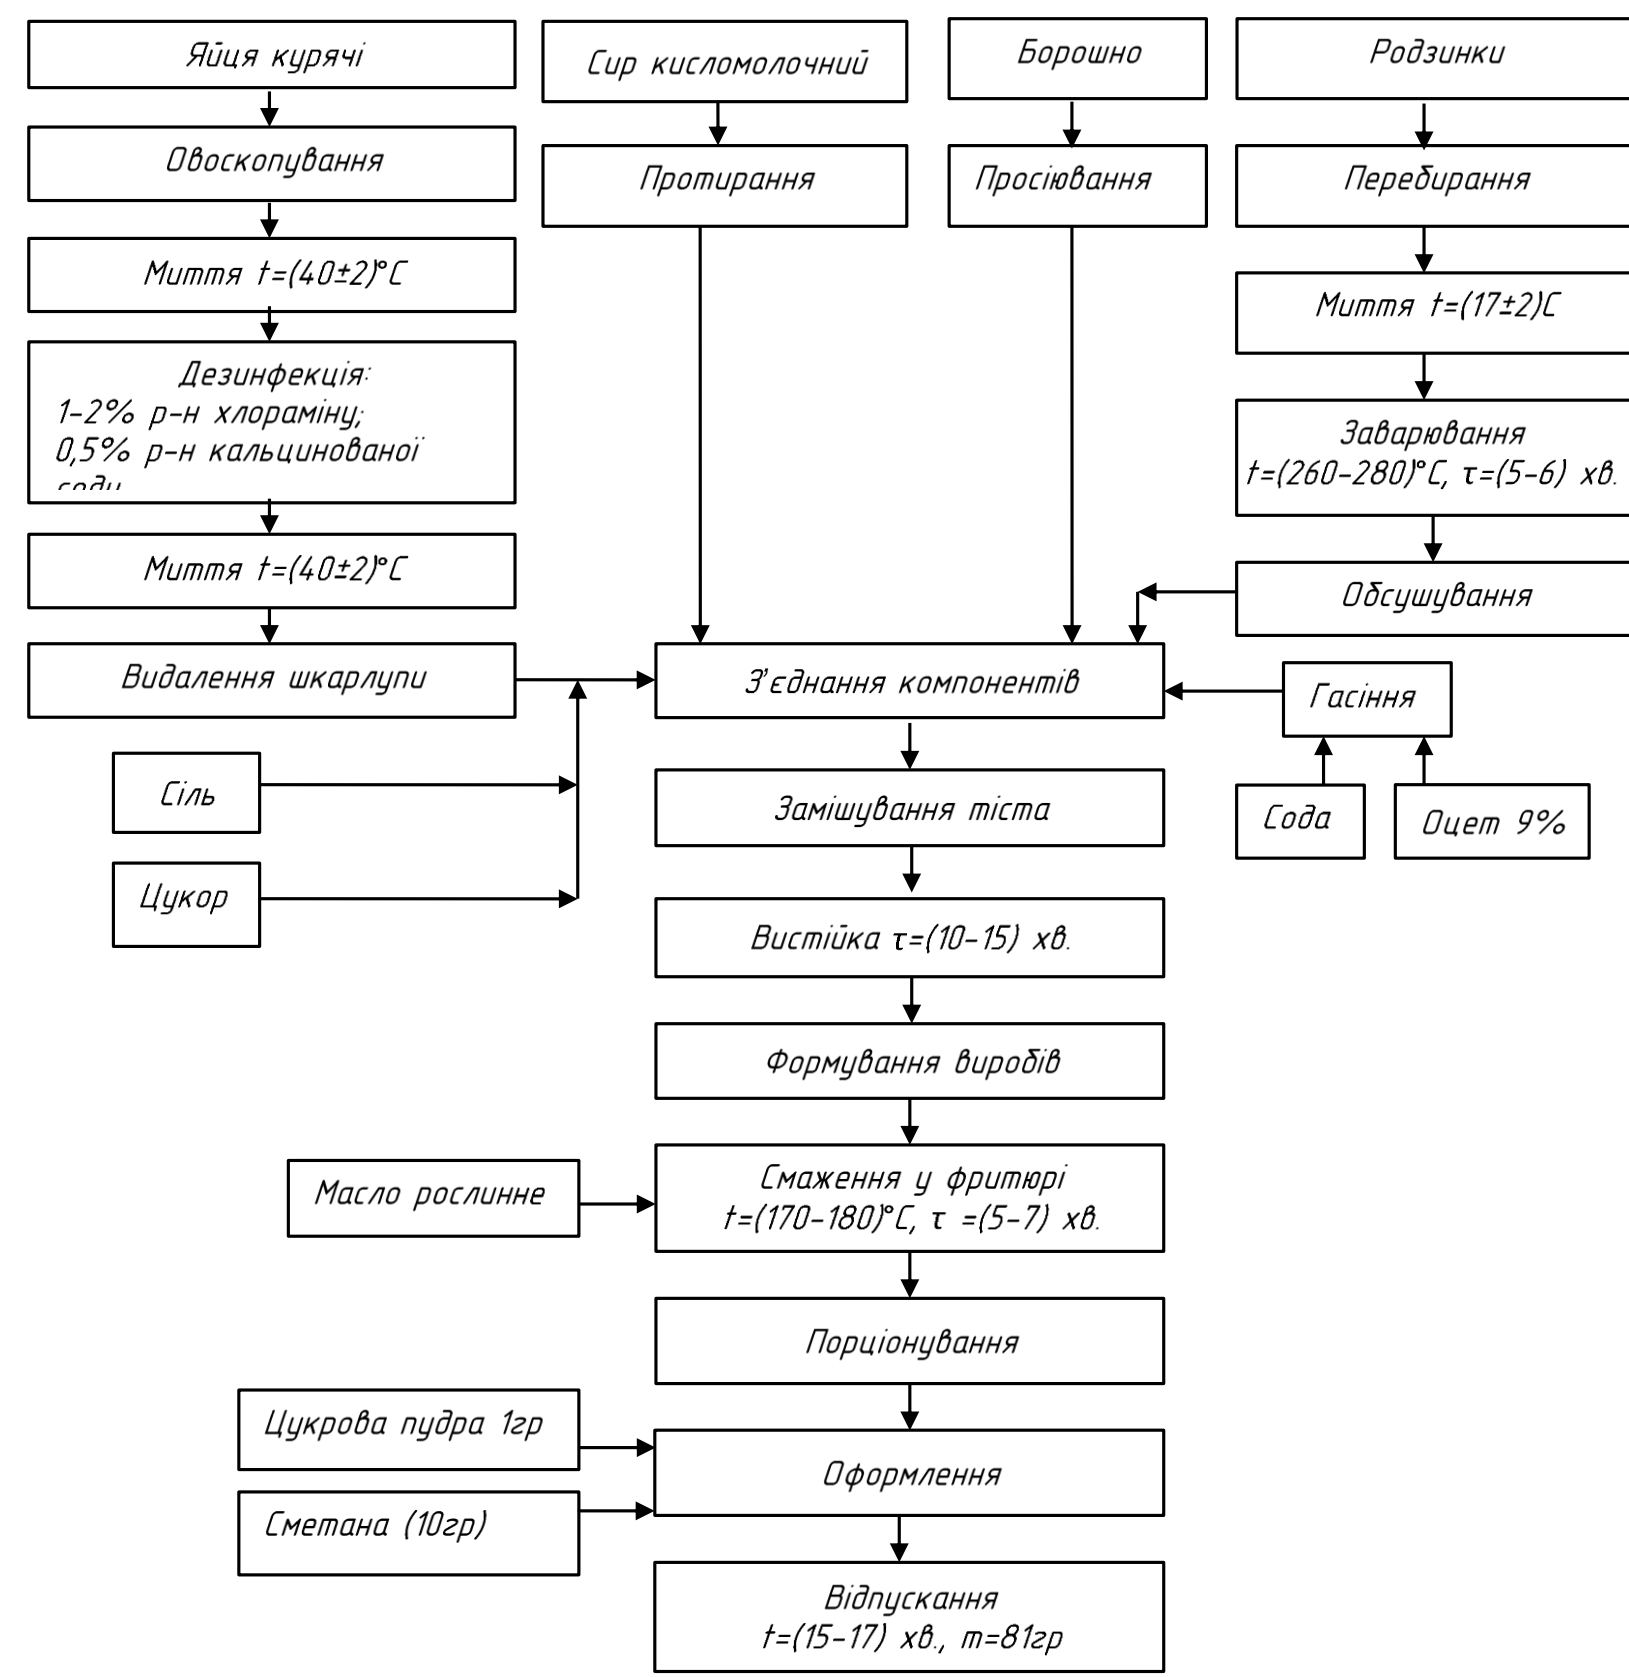 Яйця курячі
Сир кисломолочний
Борошно
Родзинки
Овоскопування
Протирання
Просіювання
Перебирання
Миття t=(40±2)°С
Миття t=(17±2)С
Дезинфекція:
1-2% р-н хлораміну;
0,5% р-н кальцинованої
соди
Заварювання
t=(260-280)°С, τ=(5-6) хв.
Миття t=(40±2)°С
Обсушування
Видалення шкарлупи
З'єднання компонентів
Гасіння
Сіль
Замішування тіста
Сода
Оцет 9%
Цукор
Вистійка τ=(10-15) хв.
Формування виробів
Масло рослинне
Смаження у фритюрі
t=(170-180)°С, τ =(5-7) хв.
Порціонування
Цукрова пудра 1гр
Оформлення
Сметана (10гр)
Відпускання
t=(15-17) хв., m=81гр